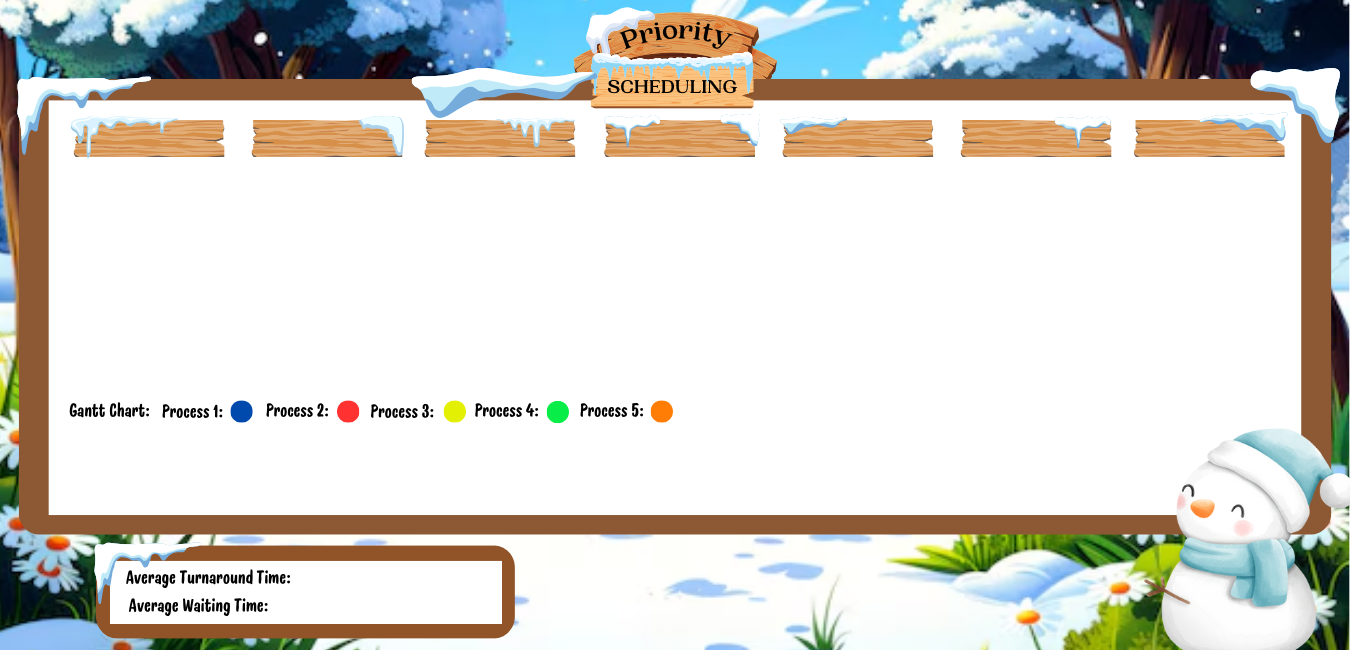 Priority
SCHEDULING
Gantt Chart: Process 1: Process 2: Process 3: Process 4: Process 5:
Average Turnaround Time:
Average Waiting Time: